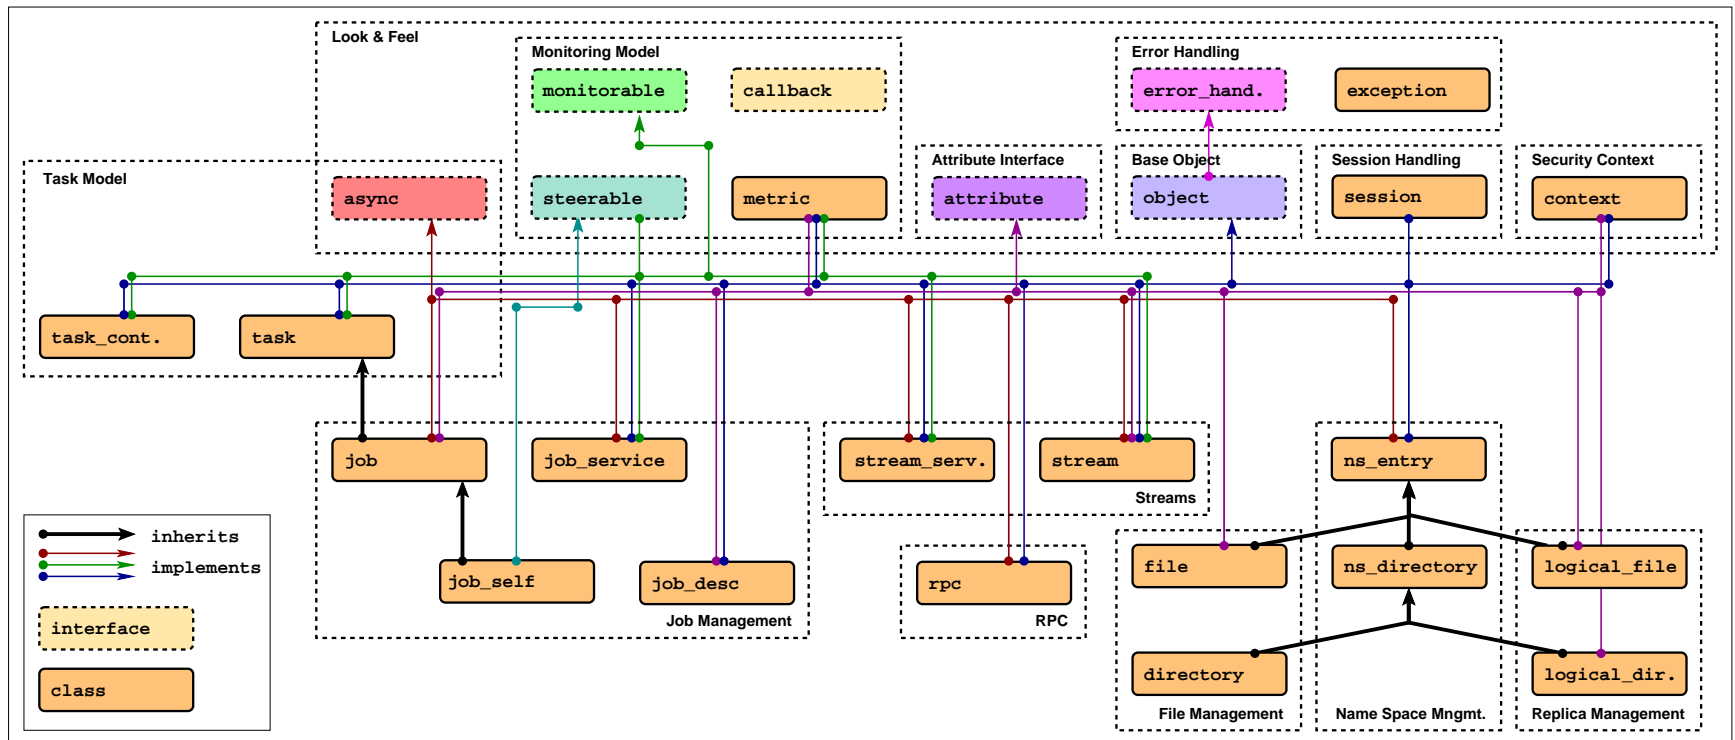 Look & Feel
Monitoring Model
Error Handling
monitorable
callback
error_hand.
exception
Task Model
Attribute Interface
Base Object
Session Handling
Security Context
async
steerable
metric
attribute
object
session
context
task_cont.
task
job
job_service
stream_serv.
stream
ns_entry
Streams
inherits
implements
job_self
job_desc
rpc
file
ns_directory
logical_file
interface
Job Management
RPC
class
directory
logical_dir.
File Management
Name Space Mngmt.
Replica Management